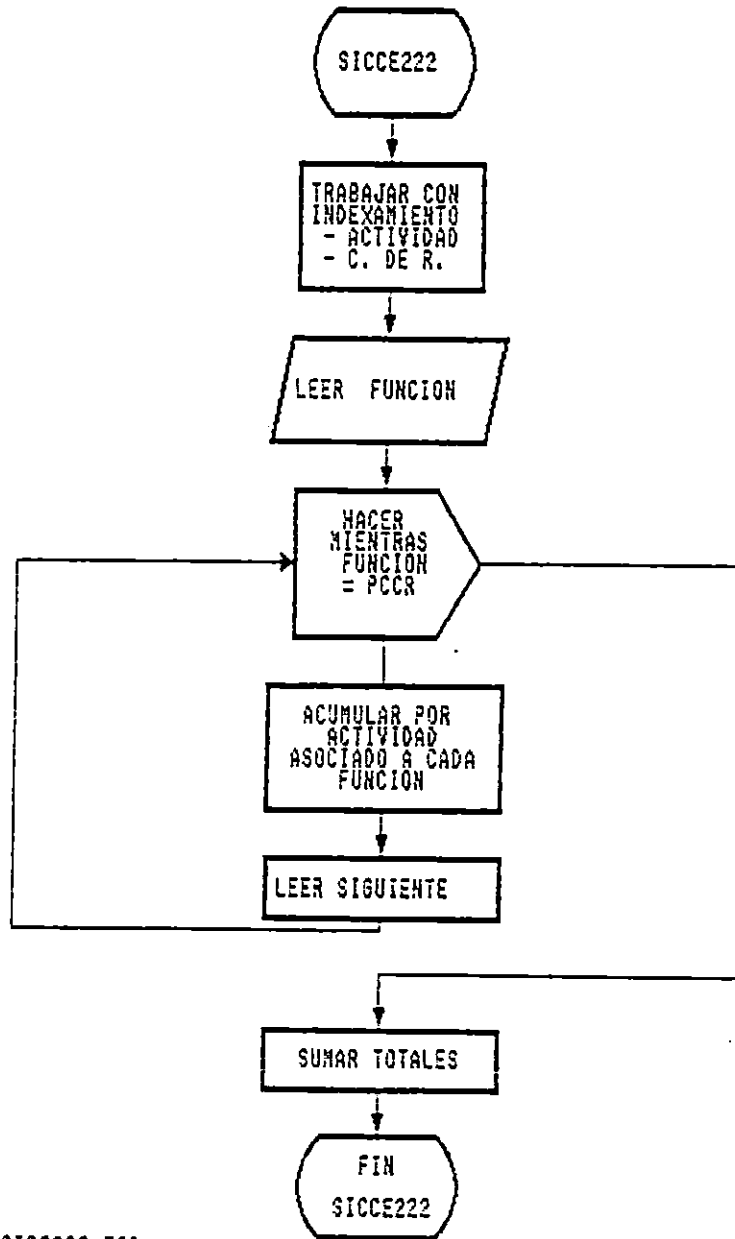 SICCE222
TRABAJAR CON
INDEXAMIENTO
- ACTIVIDAD
- C. DE R.
LEER FUNCION
HACER
MIENTRAS
FUNCION
= PCCR
ACUMULAR POR
ACTIVIDAD
ASOCIADO A CADA
FUNCION
LEER SIGUIENTE
SUMAR TOTALES
FIN
SICCE222